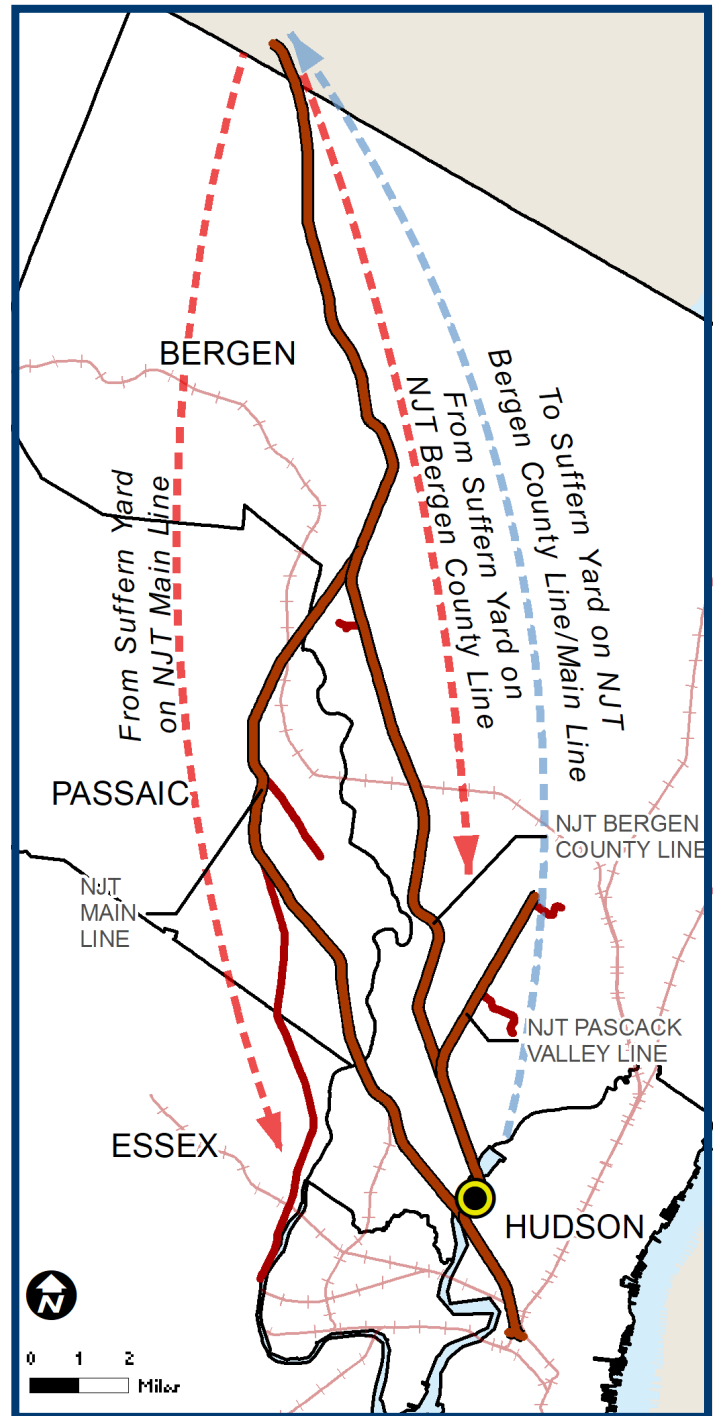 BERGEN
To Suffern Yard on NJT
Bergen County Line/Main Line
From Suffern Yard on
NJT Bergen County Line
From Suffern Yard
on NJT Main Line
PASSAIC
NJT BERGEN
COUNTY LINE
NJT
MAIN
LINE
NJT PASCACK
VALLEY LINE
ESSEX
HUDSON
N
0 1 2
Miles